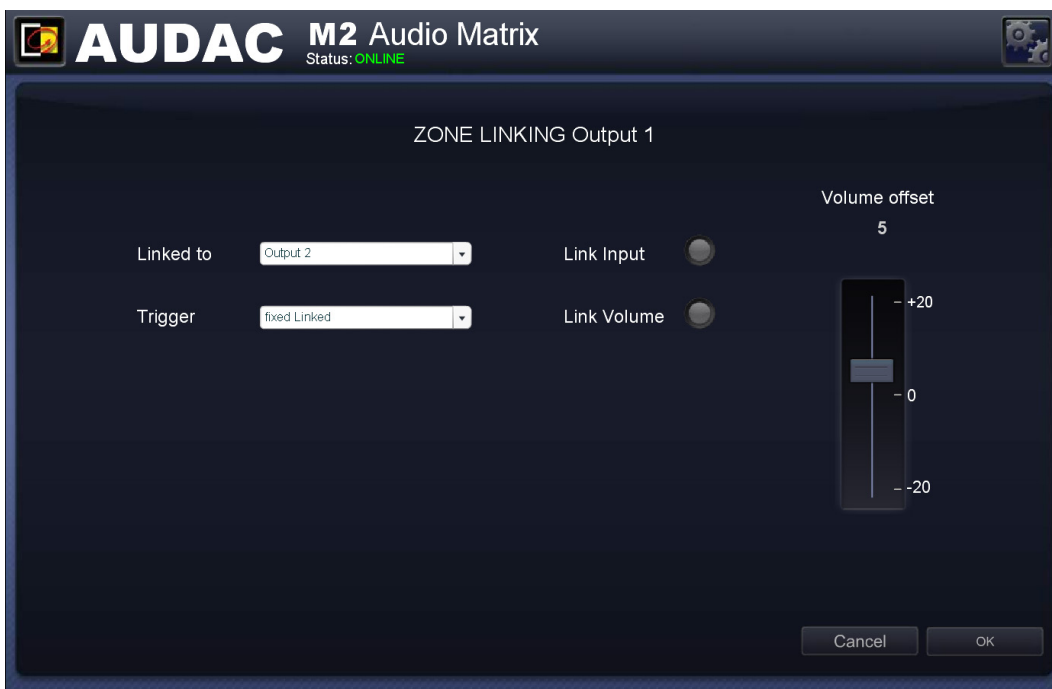 AUDAC M2 Audio Matrix
Status: ONLINE
ZONE LINKING Output 1
Volume offset
5
Linked to Output 2 Link Input
Trigger fixed Linked Link Volume
+20
0
-20
Cancel OK